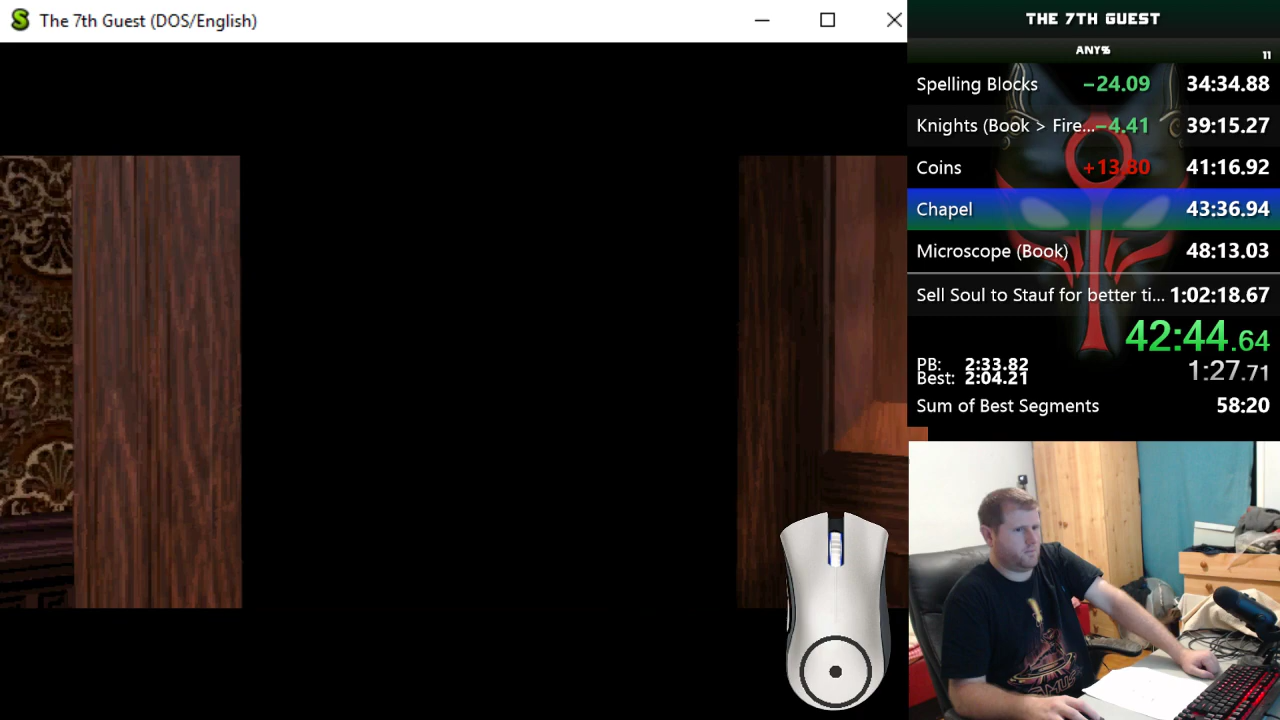 The 7th Guest (DOS/English)
THE 7TH GUEST
ANY%
11
Spelling Blocks -24.09 34:34.88
Knights (Book > Fire... -4.41 39:15.27
Coins +13.80 41:16.92
Chapel 43:36.94
Microscope (Book) 48:13.03
Sell Soul to Stauf for better ti... 1:02:18.67
42:44.64
PB: 2:33.82
Best: 2:04.21
1:27.71
Sum of Best Segments 58:20